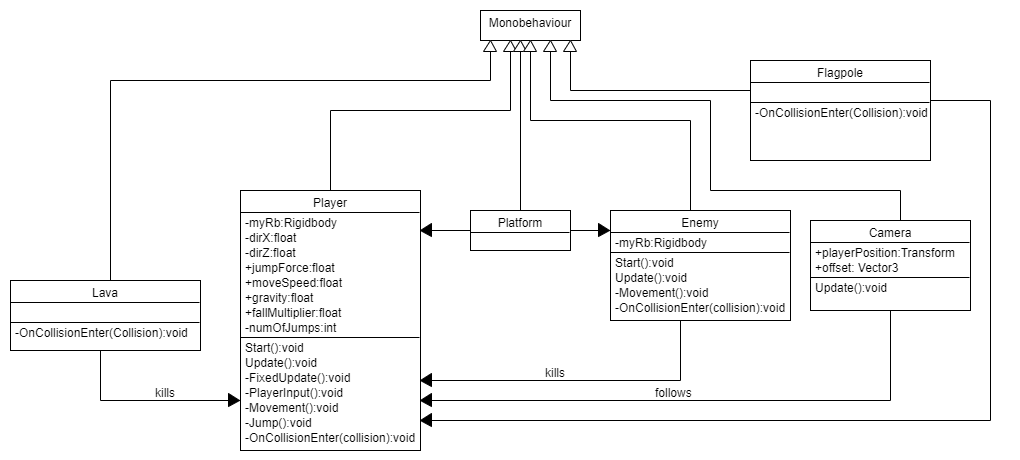 Monobehaviour
Flagpole
-OnCollisionEnter(Collision):void
Player
-myRb:Rigidbody
-dirX:float
-dirZ:float
+jumpForce:float
+moveSpeed:float
+gravity:float
+fallMultiplier:float
-numOfJumps:int
Start():void
Update():void
-FixedUpdate():void
-PlayerInput():void
-Movement():void
-Jump():void
-OnCollisionEnter(collision):void
Platform
Enemy
-myRb:Rigidbody
Start():void
Update():void
-Movement():void
-OnCollisionEnter(collision):void
Camera
+playerPosition:Transform
+offset: Vector3
Update():void
Lava
-OnCollisionEnter(Collision):void
kills
kills
follows